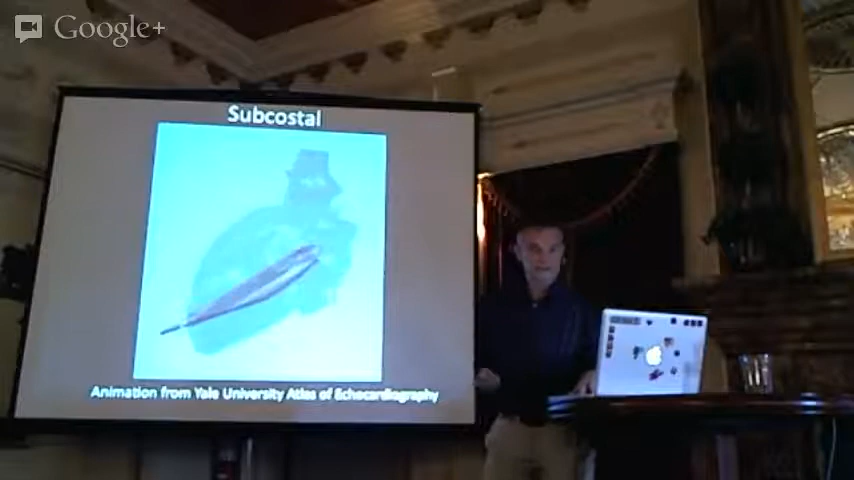 Google+
Subcostal
Animation from Yale University Atlas of Echocardiography